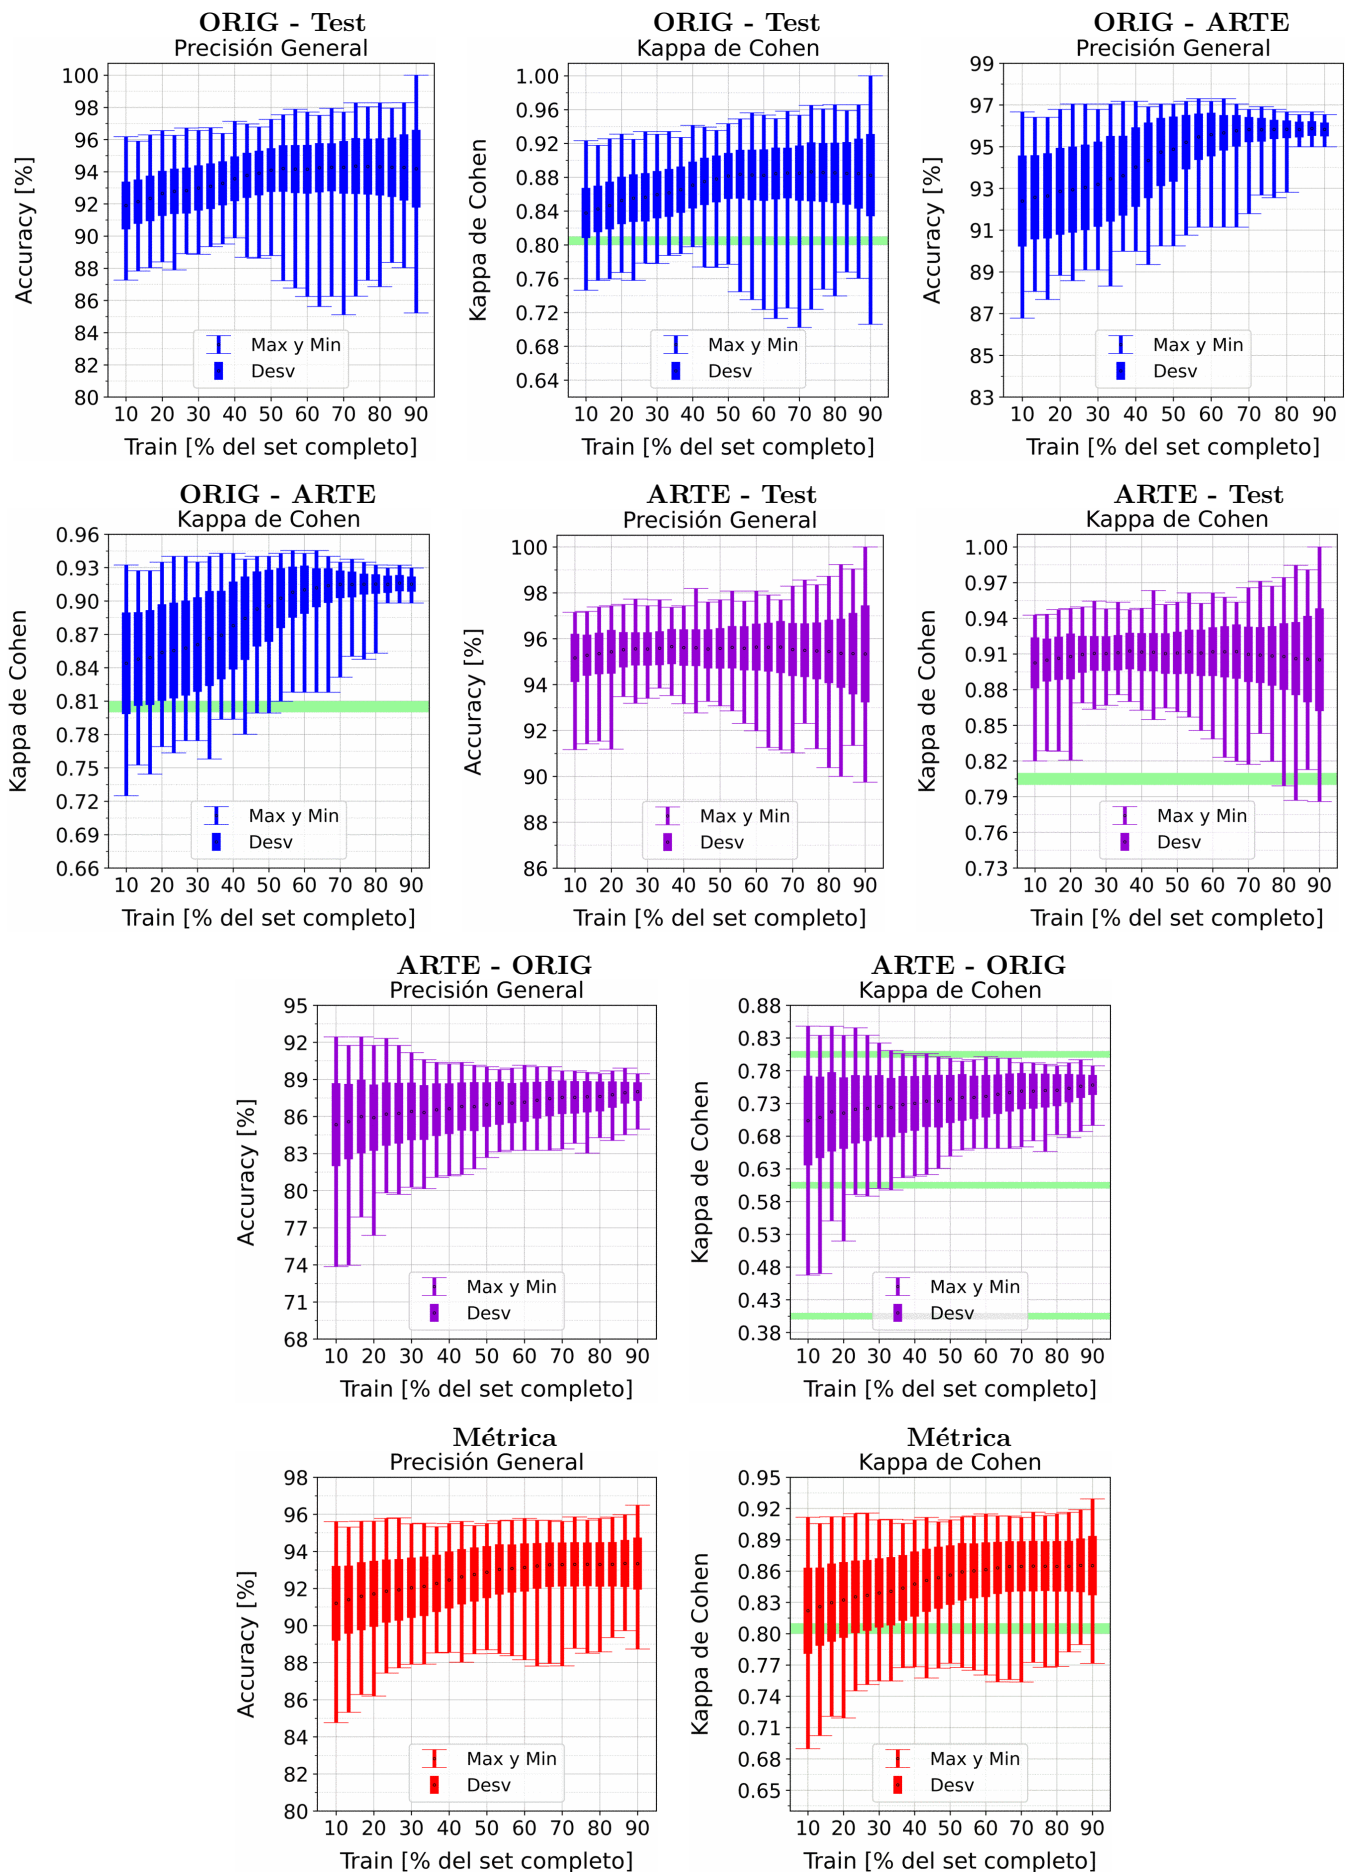 ORIG - Test
Precisión General
100
98
96
94
92
90
88
86
84
82
80
Accuracy [%]
Max y Min
Desv
10 20 30 40 50 60 70 80 90
Train [% del set completo]
ORIG - Test
Kappa de Cohen
1.00
0.96
0.92
0.88
0.84
0.80
0.76
0.72
0.68
0.64
Kappa de Cohen
Max y Min
Desv
10 20 30 40 50 60 70 80 90
Train [% del set completo]
ORIG - ARTE
Precisión General
99
97
95
93
91
89
87
85
83
Accuracy [%]
Max y Min
Desv
10 20 30 40 50 60 70 80 90
Train [% del set completo]
ORIG - ARTE
Kappa de Cohen
0.96
0.93
0.90
0.87
0.84
0.81
0.78
0.75
0.72
0.69
0.66
Kappa de Cohen
Max y Min
Desv
10 20 30 40 50 60 70 80 90
Train [% del set completo]
ARTE - Test
Precisión General
100
98
96
94
92
90
88
86
Accuracy [%]
Max y Min
Desv
10 20 30 40 50 60 70 80 90
Train [% del set completo]
ARTE - Test
Kappa de Cohen
1.00
0.97
0.94
0.91
0.88
0.85
0.82
0.79
0.76
0.73
Kappa de Cohen
Max y Min
Desv
10 20 30 40 50 60 70 80 90
Train [% del set completo]
ARTE - ORIG
Precisión General
95
92
89
86
83
80
77
74
71
68
Accuracy [%]
Max y Min
Desv
10 20 30 40 50 60 70 80 90
Train [% del set completo]
ARTE - ORIG
Kappa de Cohen
0.88
0.83
0.78
0.73
0.68
0.63
0.58
0.53
0.48
0.43
0.38
Kappa de Cohen
Max y Min
Desv
10 20 30 40 50 60 70 80 90
Train [% del set completo]
Métrica
Precisión General
98
96
94
92
90
88
86
84
82
80
Accuracy [%]
Max y Min
Desv
10 20 30 40 50 60 70 80 90
Train [% del set completo]
Métrica
Kappa de Cohen
0.95
0.92
0.89
0.86
0.83
0.80
0.77
0.74
0.71
0.68
0.65
Kappa de Cohen
Max y Min
Desv
10 20 30 40 50 60 70 80 90
Train [% del set completo]